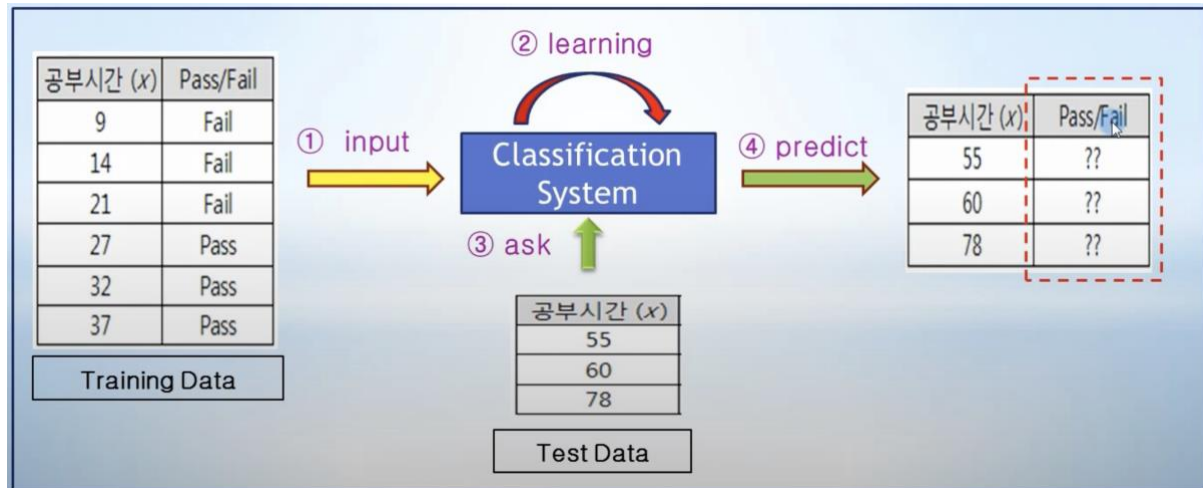 ② learning
공부시간 (x) Pass/Fail
9 Fail
14 Fail
21 Fail
27 Pass
32 Pass
37 Pass
Training Data
① input
Classification
System
③ ask
공부시간 (x)
55
60
78
Test Data
④ predict
공부시간 (x) Pass/Fail
55 ??
60 ??
78 ??